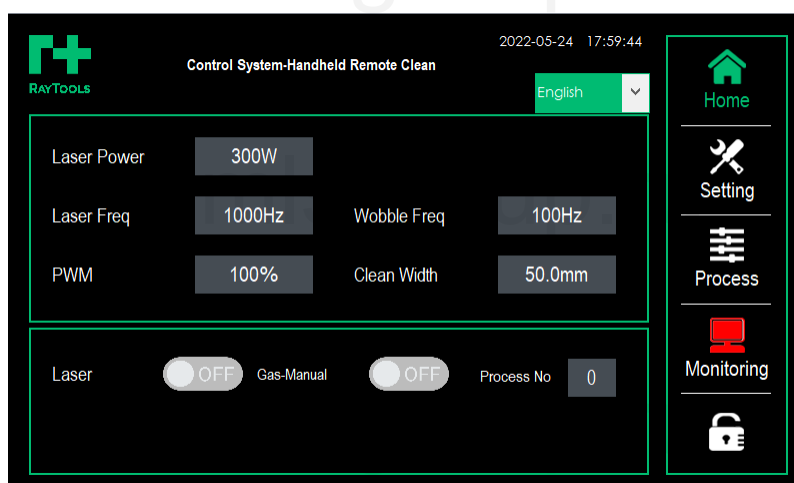 2022-05-24 17:59:44
RAYTOOLS
Control System-Handheld Remote Clean
English
Home
Laser Power 300W
Setting
Laser Freq 1000Hz Wobble Freq 100Hz
PWM 100% Clean Width 50.0mm
Process
Laser OFF Gas-Manual OFF Process No 0
Monitoring